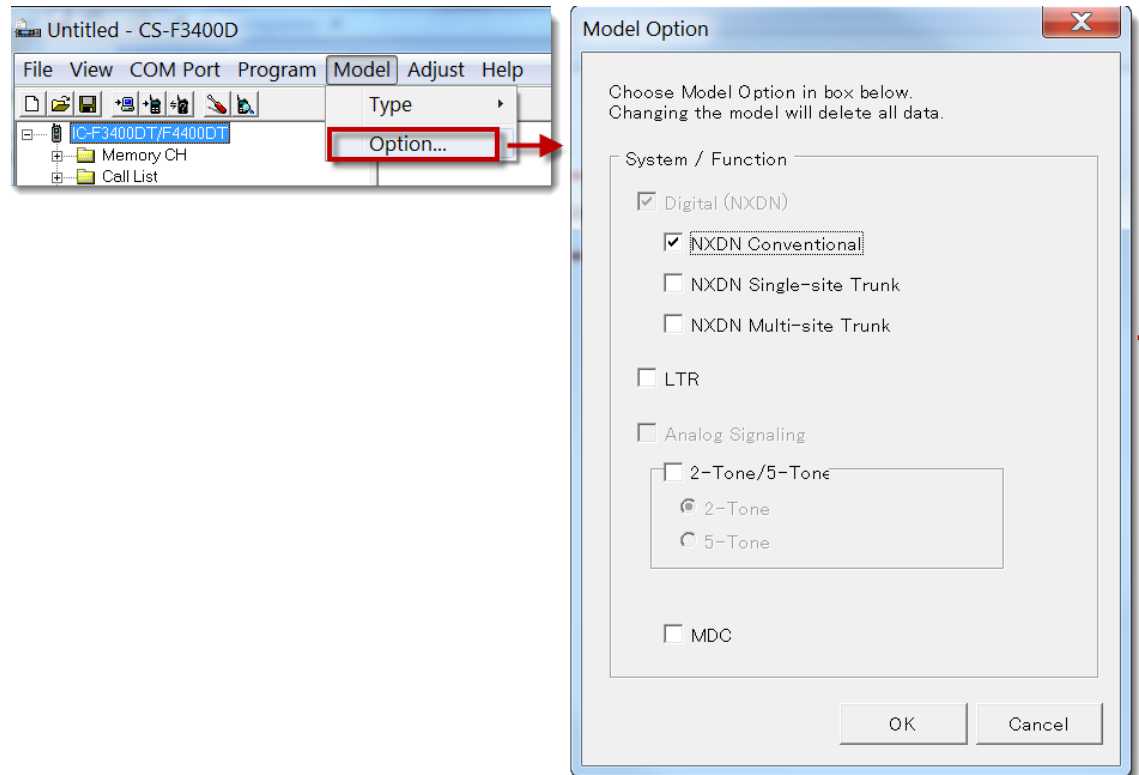 Untitled - CS-F3400D
File View COM Port Program Model Adjust Help
Type
Option...
IC-F3400DT/F4400DT
Memory CH
Call List
Model Option
Choose Model Option in box below.
Changing the model will delete all data.
System / Function
Digital (NXDN)
NXDN Conventional
NXDN Single-site Trunk
NXDN Multi-site Trunk
LTR
Analog Signaling
2-Tone/5-Tone
2-Tone
5-Tone
MDC
OK Cancel